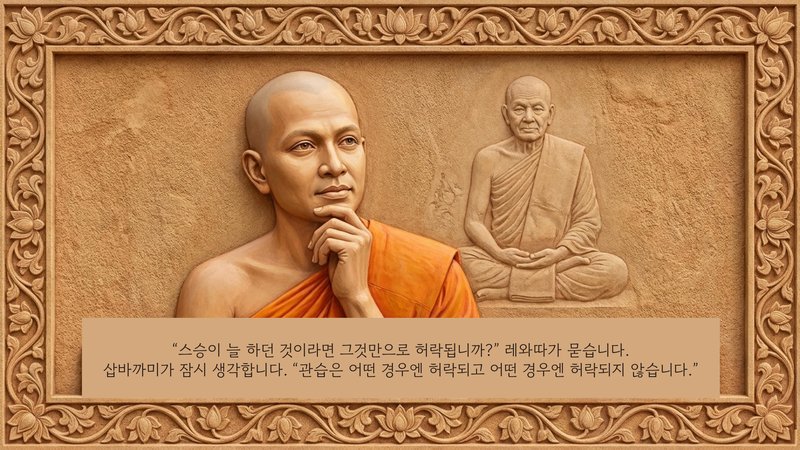 “스승이 늘 하던 것이라면 그것만으로 허락됩니까?” 레와따가 묻습니다.
삽바까미가 잠시 생각합니다. “관습은 어떤 경우엔 허락되고 어떤 경우엔 허락되지 않습니다.”